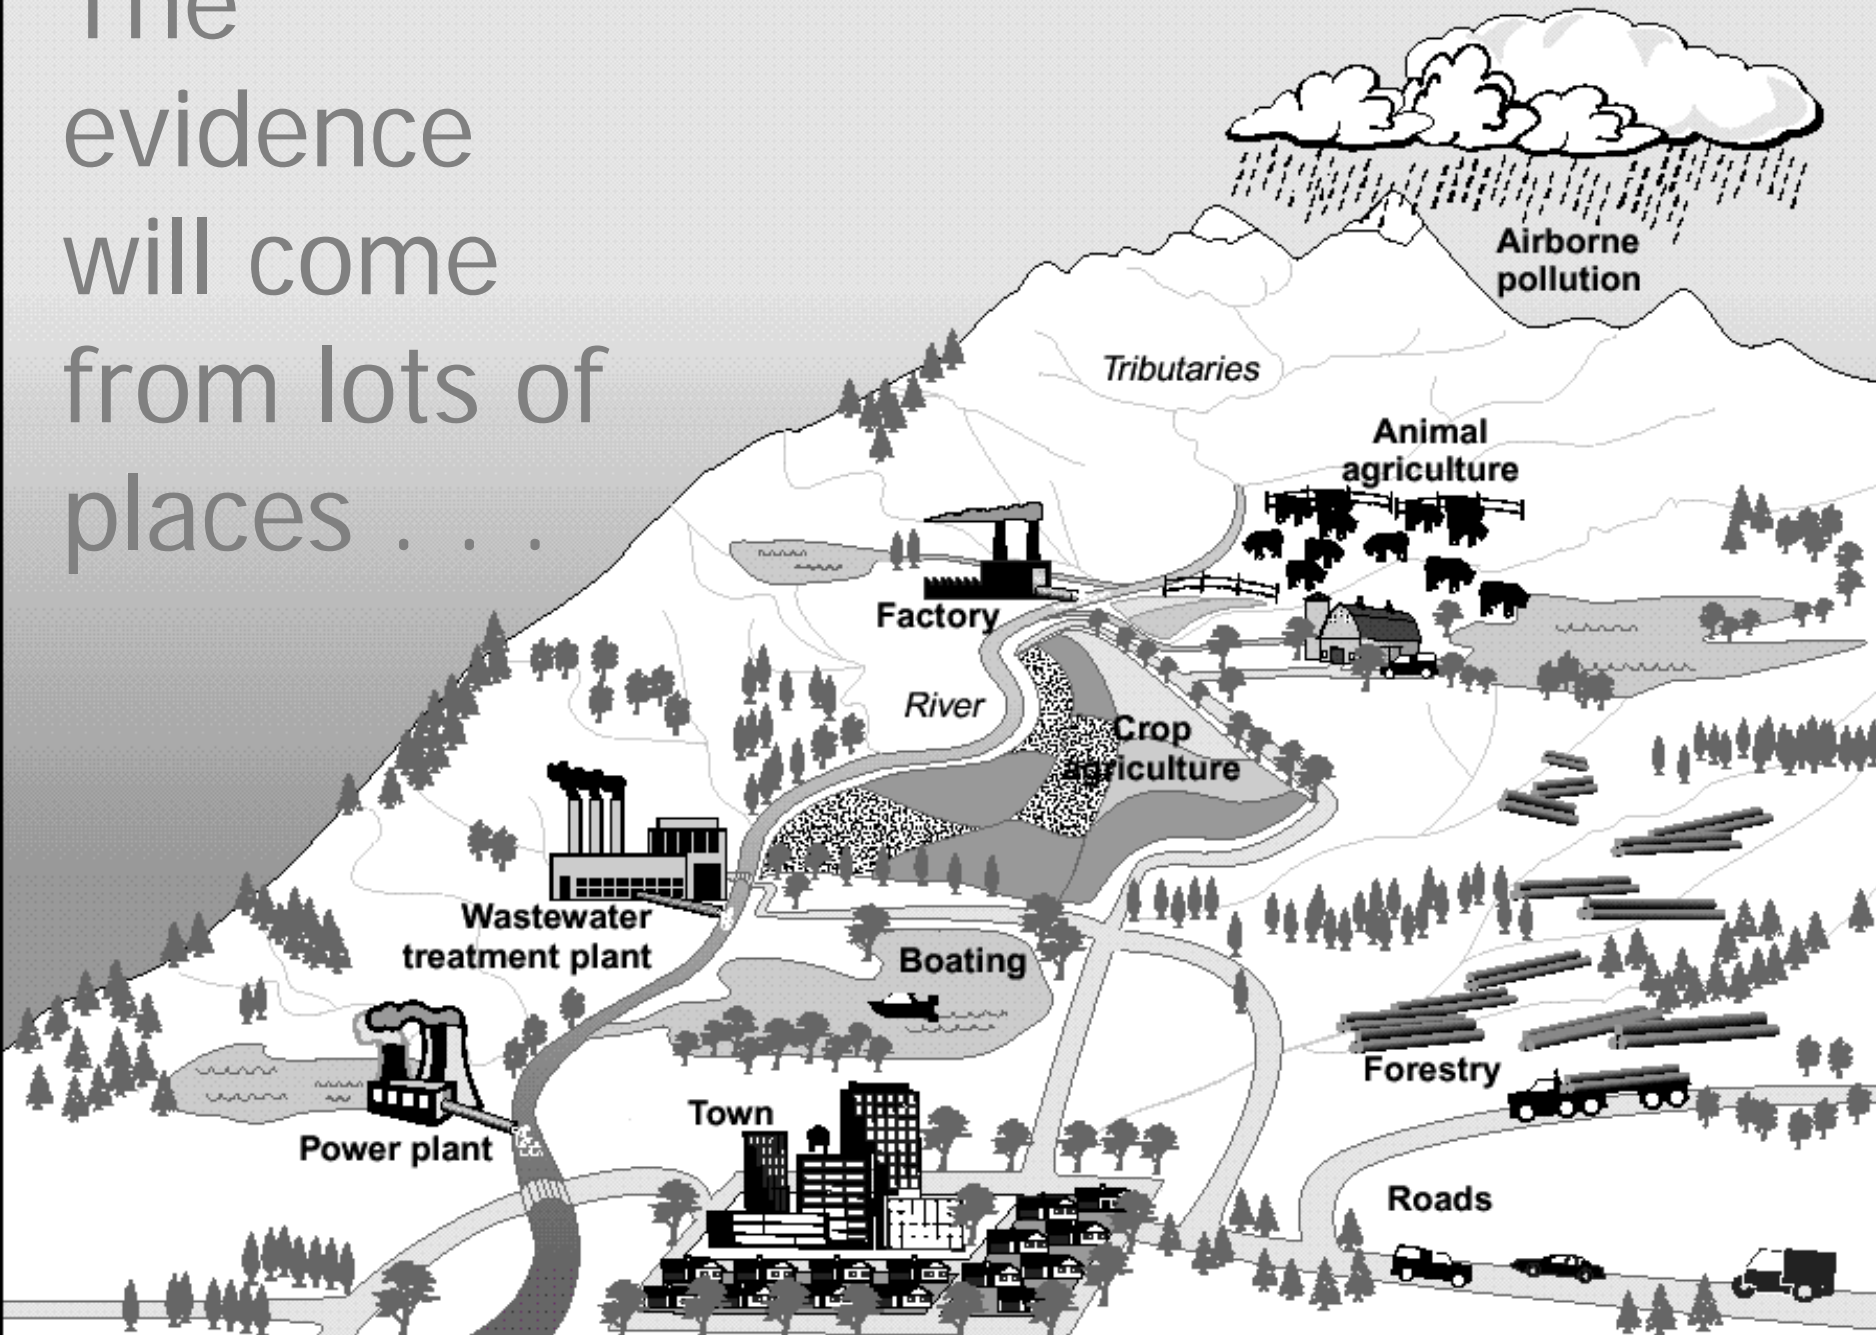 The
evidence
will come
from lots of
places . . .
Airborne
pollution
Tributaries
Animal
agriculture
Factory
River
Crop
agriculture
Wastewater
treatment plant
Boating
Forestry
Town
Power plant
Roads